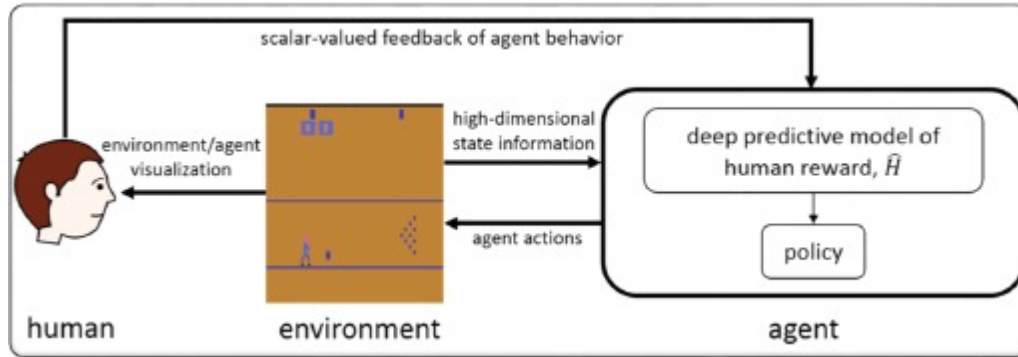 scalar-valued feedback of agent behavior
environment/agent
visualization
high-dimensional
state information
agent actions
deep predictive model of
human reward, Ĥ
policy
human
environment
agent